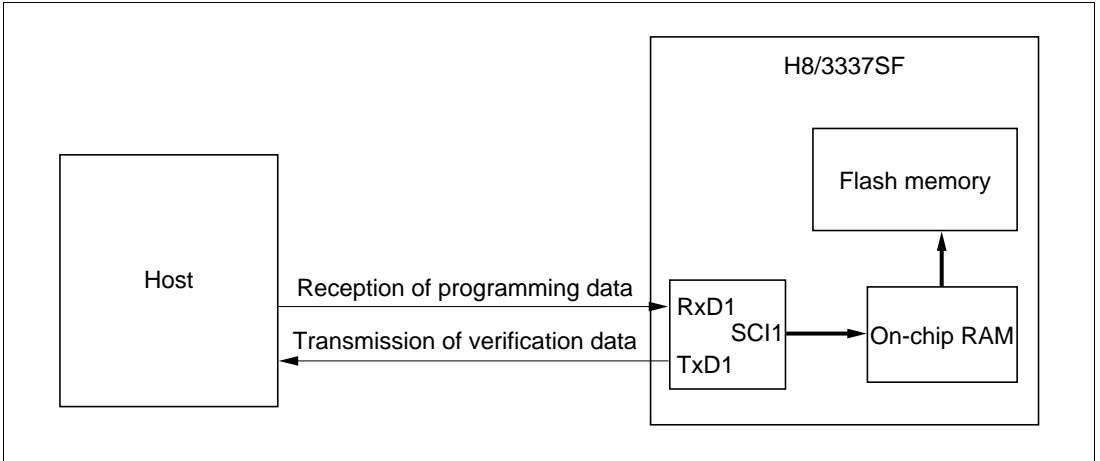 H8/3337SF
Flash memory
Host
Reception of programming data
RxD1
SCI1
On-chip RAM
Transmission of verification data
TxD1